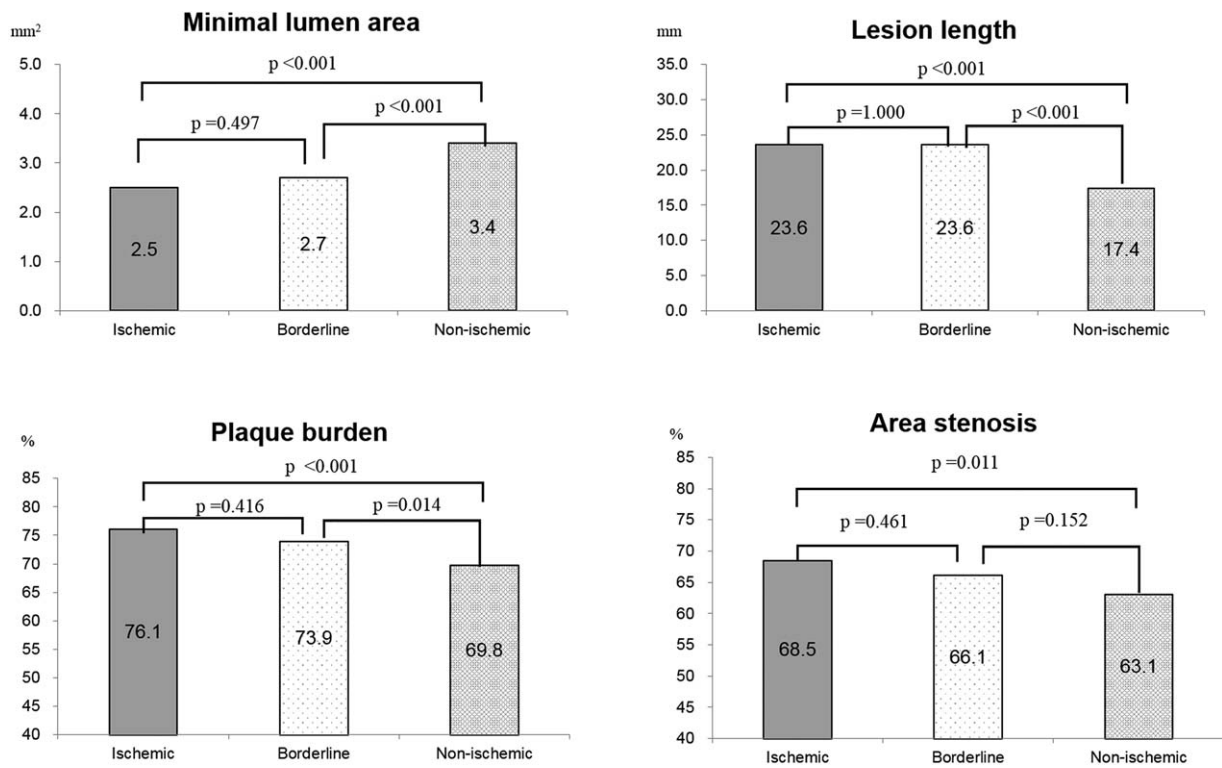 Minimal lumen area
mm²
5.0
4.0
3.0
2.0
1.0
0.0
p <0.001
p =0.497
p <0.001
2.5
2.7
3.4
Ischemic
Borderline
Non-ischemic
Lesion length
mm
35.0
30.0
25.0
20.0
15.0
10.0
5.0
0.0
p <0.001
p =1.000
p <0.001
23.6
23.6
17.4
Ischemic
Borderline
Non-ischemic
Plaque burden
%
85
80
75
70
65
60
55
50
45
40
p <0.001
p =0.416
p =0.014
76.1
73.9
69.8
Ischemic
Borderline
Non-ischemic
Area stenosis
%
85
80
75
70
65
60
55
50
45
40
p =0.011
p =0.461
p =0.152
68.5
66.1
63.1
Ischemic
Borderline
Non-ischemic